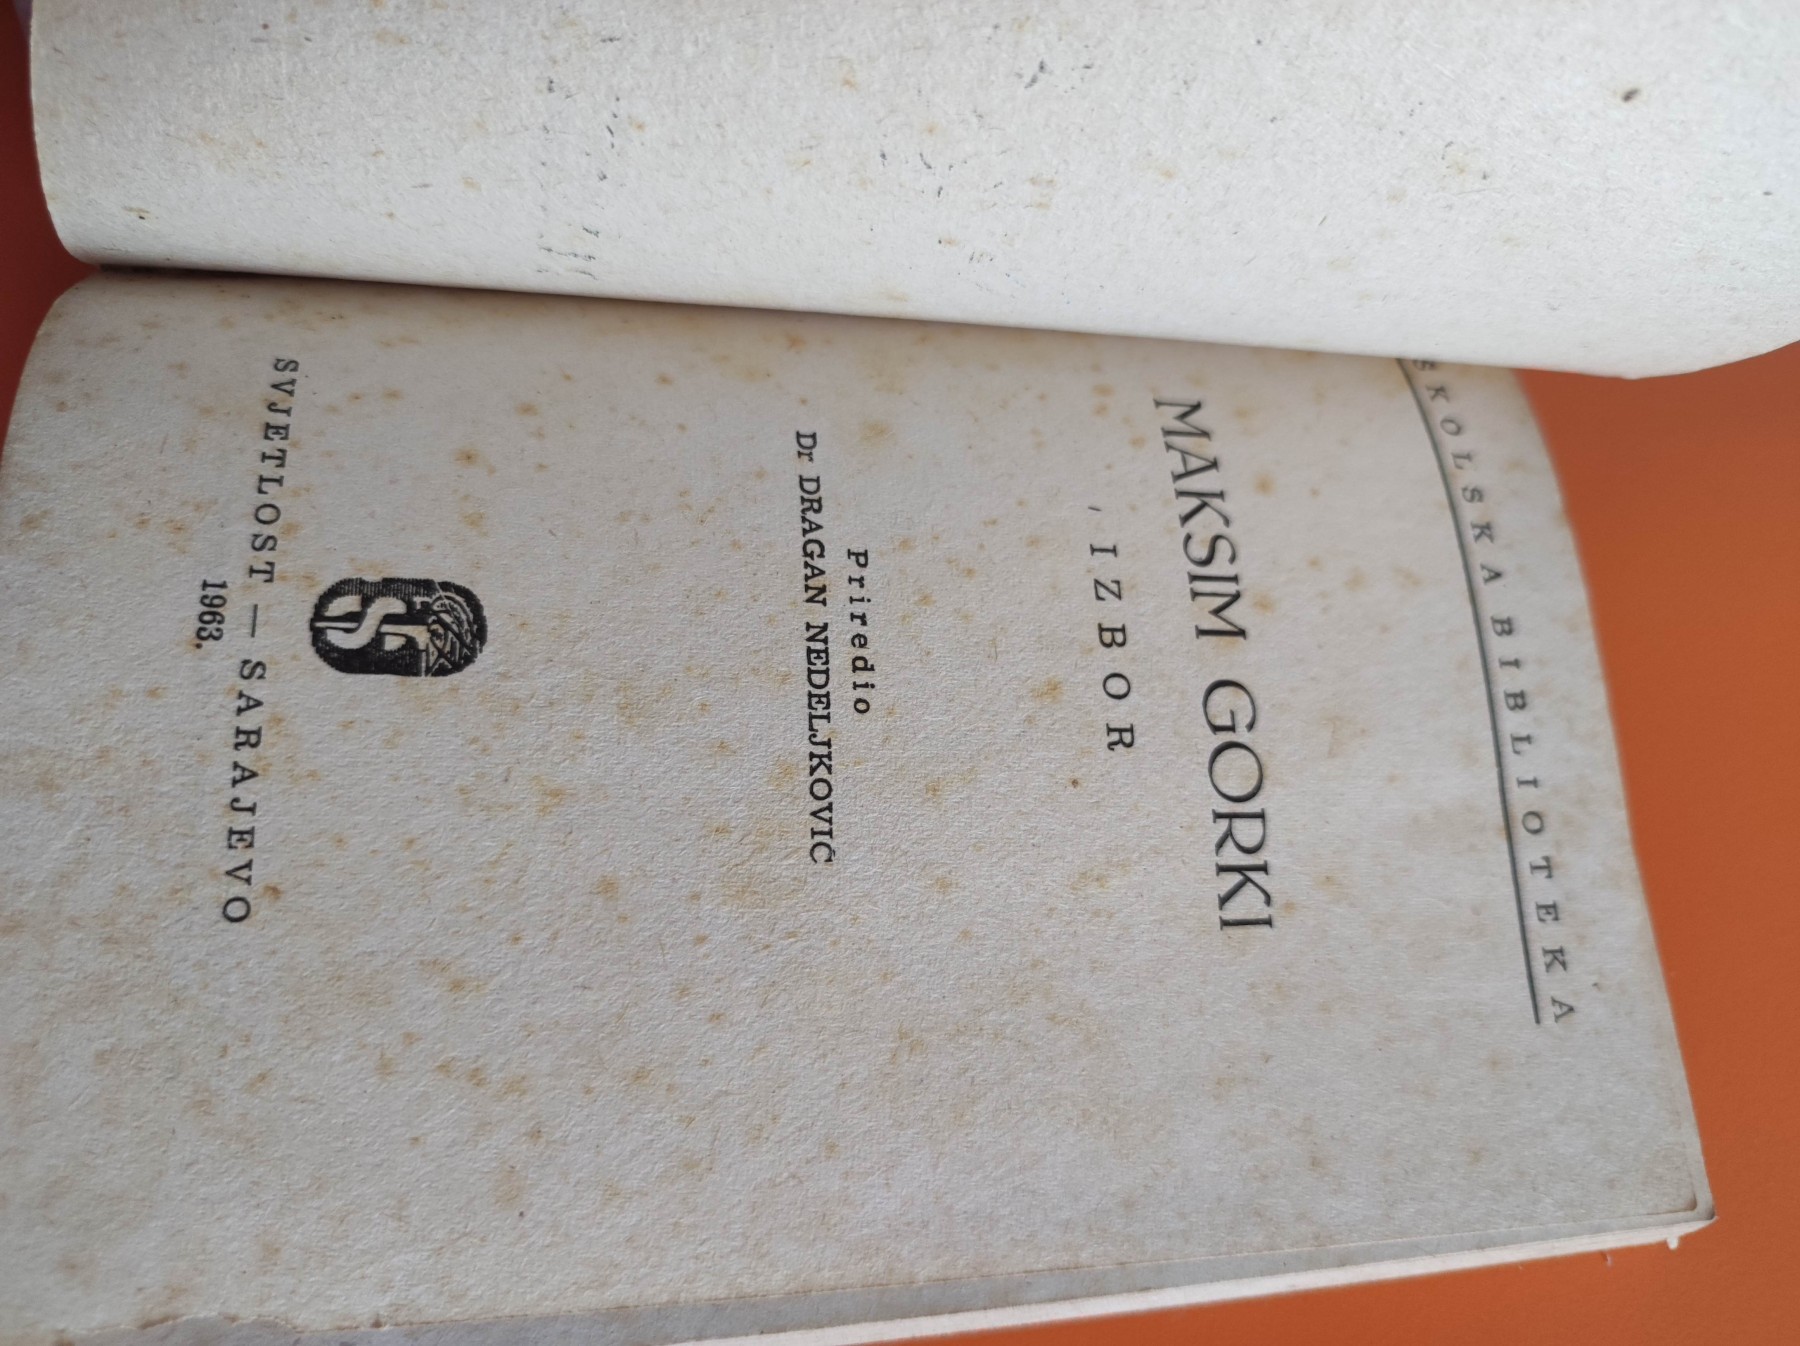 ŠKOLSKA BIBLIOTEKA
MAKSIM GORKI
IZBOR
Priredio
Dr DRAGAN NEDELJKOVIĆ
SVJETLOST — SARAJEVO
1963.